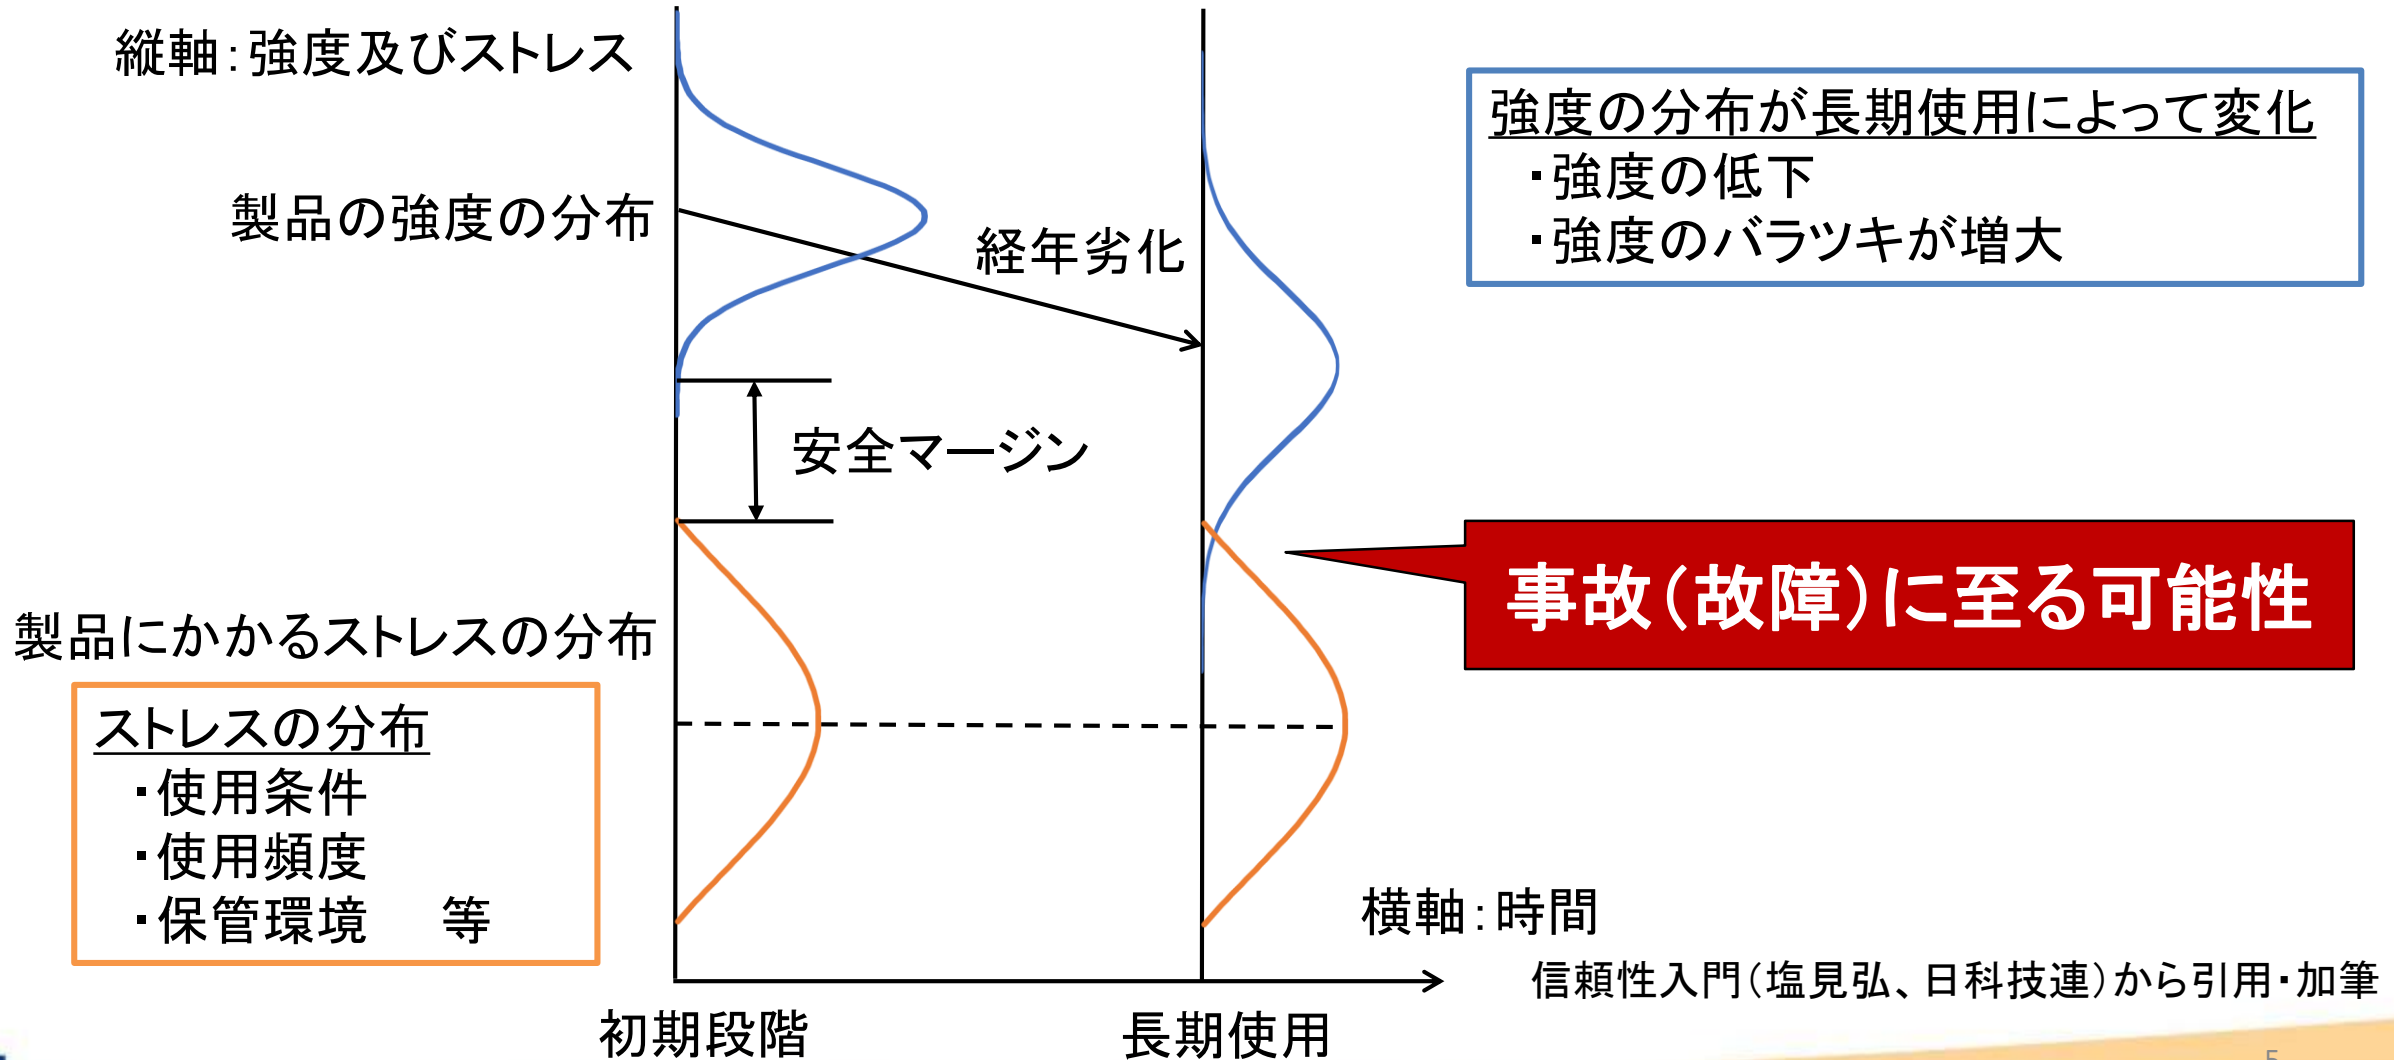 縦軸:強度及びストレス
製品の強度の分布
経年劣化
強度の分布が長期使用によって変化
・強度の低下
・強度のバラツキが増大
安全マージン
事故(故障)に至る可能性
製品にかかるストレスの分布
ストレスの分布
・使用条件
・使用頻度
・保管環境 等
横軸:時間
信頼性入門(塩見弘、日科技連)から引用・加筆
初期段階
長期使用
5